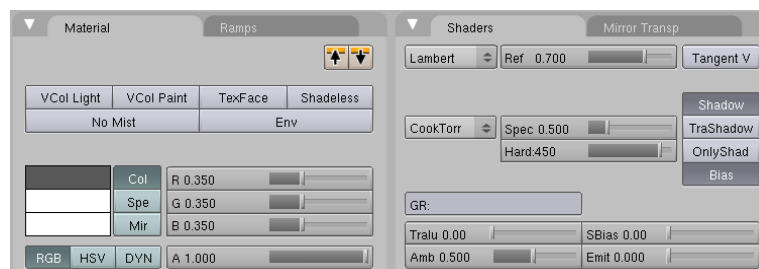 Material Ramps Shaders Mirror Transp
Lambert Ref 0.700 Tangent V
VCol Light VCol Paint TexFace Shadeless
No Mist Env
Shadow
CookTorr Spec 0.500 TraShadow
Hard:450 OnlyShad
Bias
Col R 0.350
Spe G 0.350
Mir B 0.350
GR:
Tralu 0.00 SBias 0.00
RGB HSV DYN A 1.000
Amb 0.500 Emit 0.000